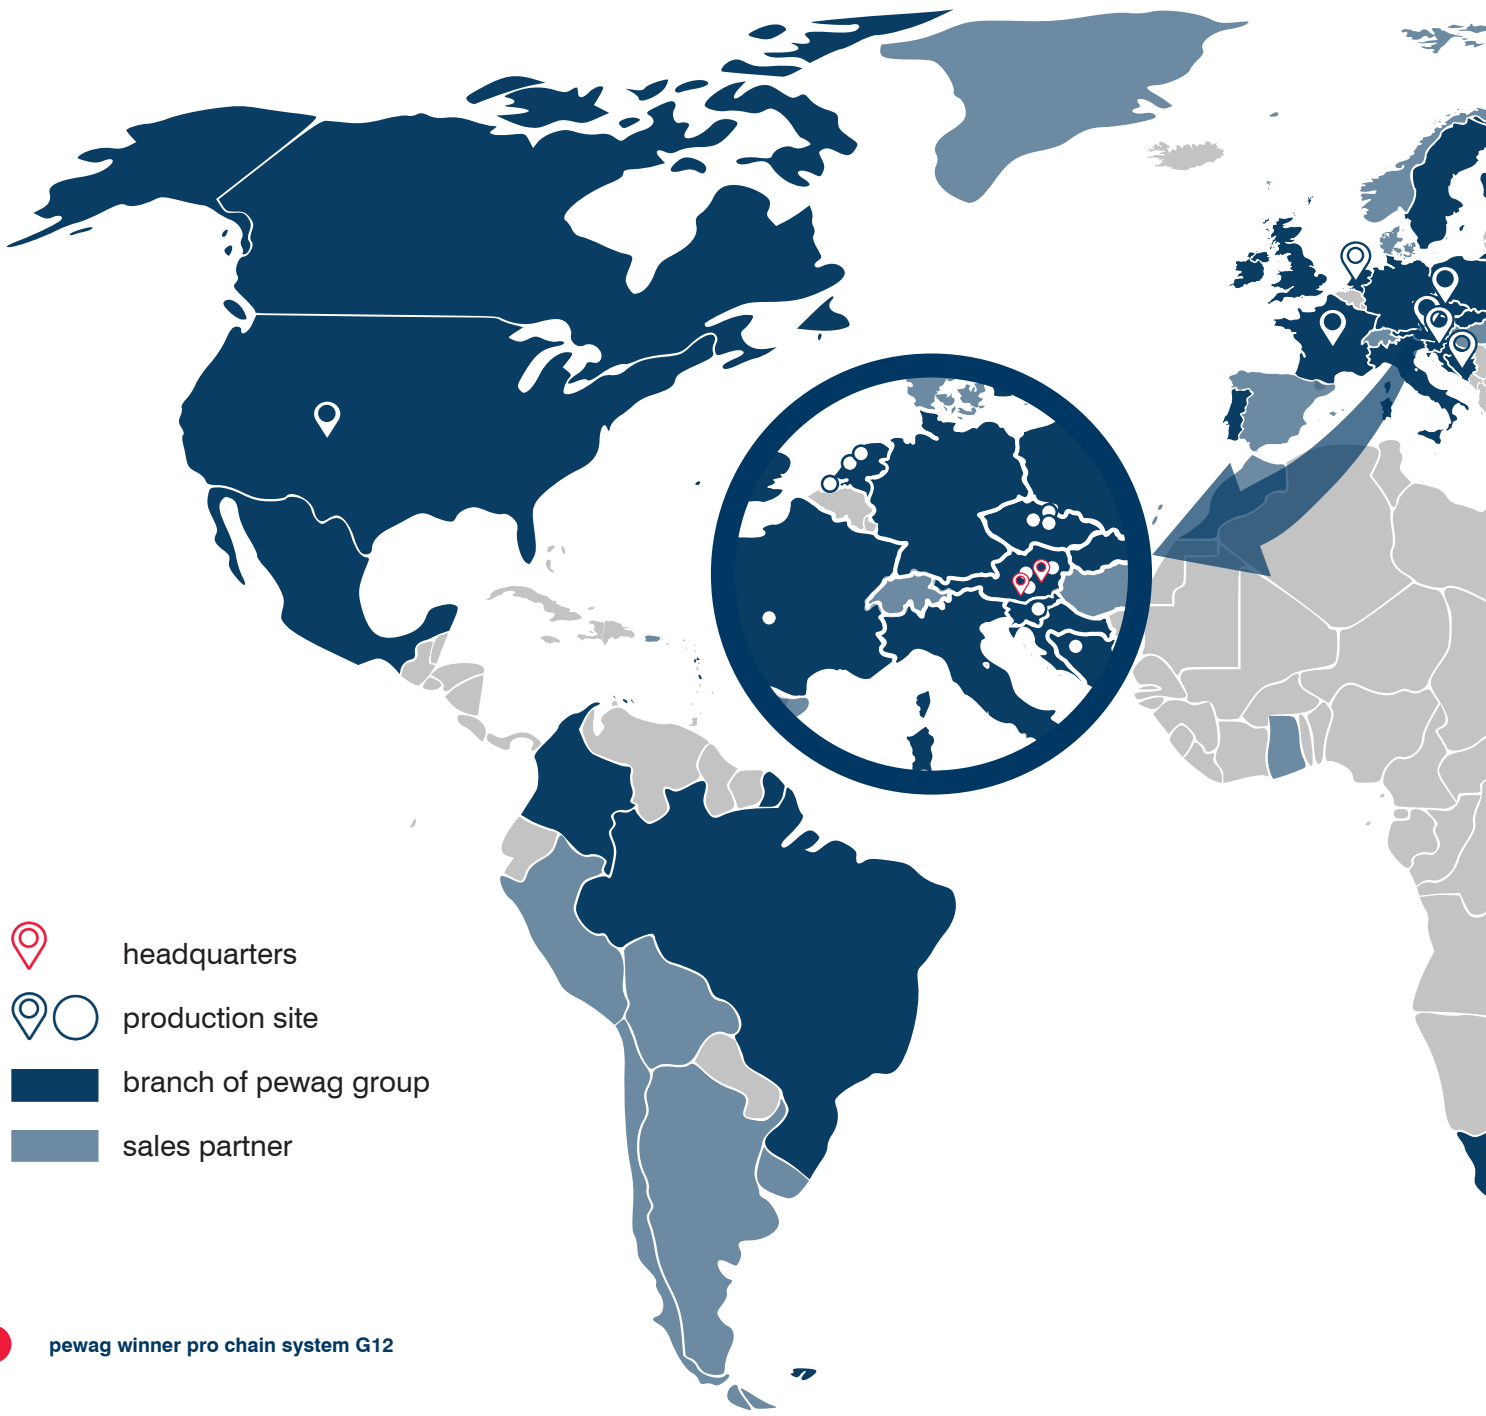 headquarters
production site
branch of pewag group
sales partner
pewag winner pro chain system G12